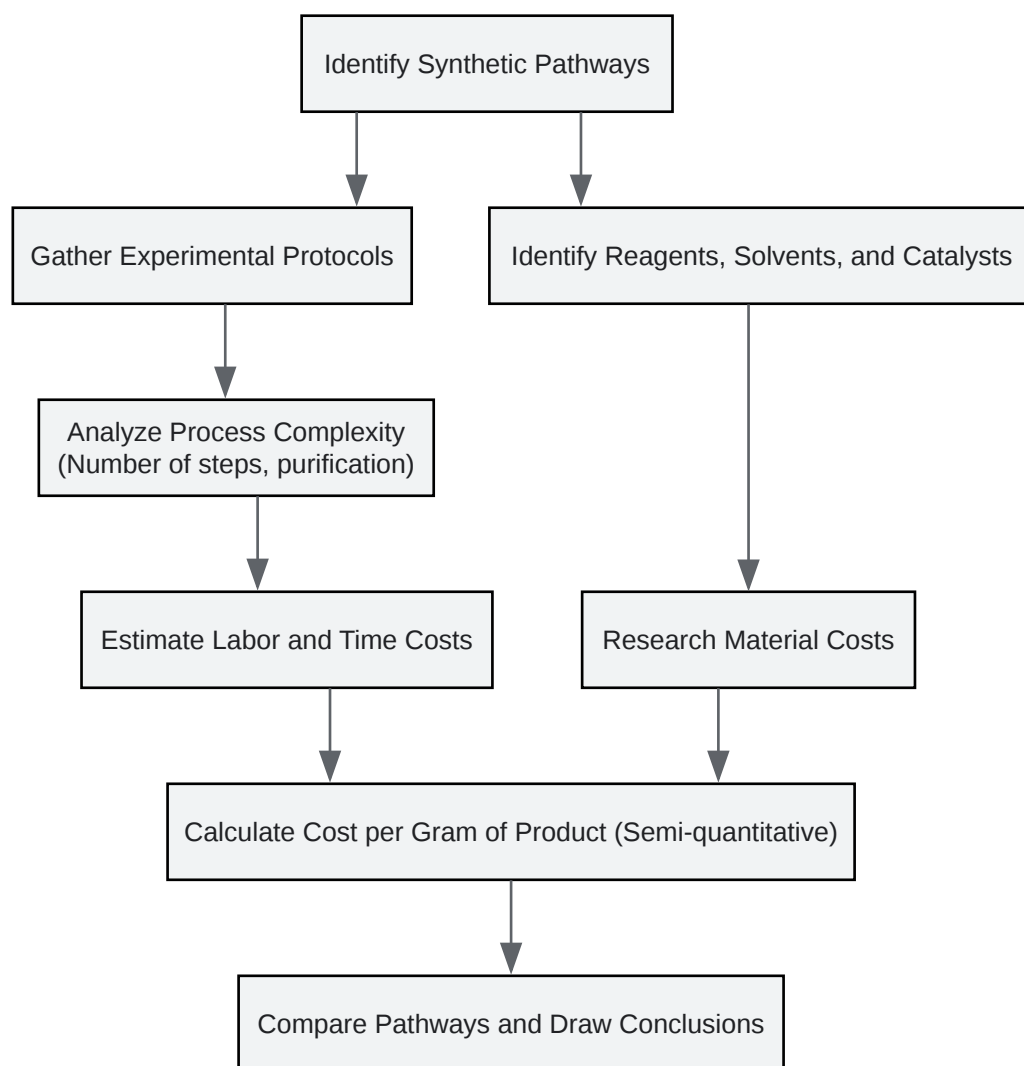 Identify Synthetic Pathways
Gather Experimental Protocols
Identify Reagents, Solvents, and Catalysts
Analyze Process Complexity
(Number of steps, purification)
Estimate Labor and Time Costs
Research Material Costs
Calculate Cost per Gram of Product (Semi-quantitative)
Compare Pathways and Draw Conclusions